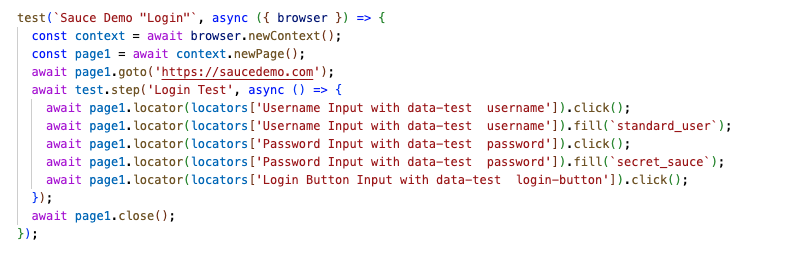 test(`Sauce Demo "Login"`, async ({ browser }) => {
  const context = await browser.newContext();
  const page1 = await context.newPage();
  await page1.goto('https://saucedemo.com');
  await test.step('Login Test', async () => {
    await page1.locator(locators['Username Input with data-test  username']).click();
    await page1.locator(locators['Username Input with data-test  username']).fill(`standard_user`);
    await page1.locator(locators['Password Input with data-test  password']).click();
    await page1.locator(locators['Password Input with data-test  password']).fill(`secret_sauce`);
    await page1.locator(locators['Login Button Input with data-test  login-button']).click();
  });
  await page1.close();
});